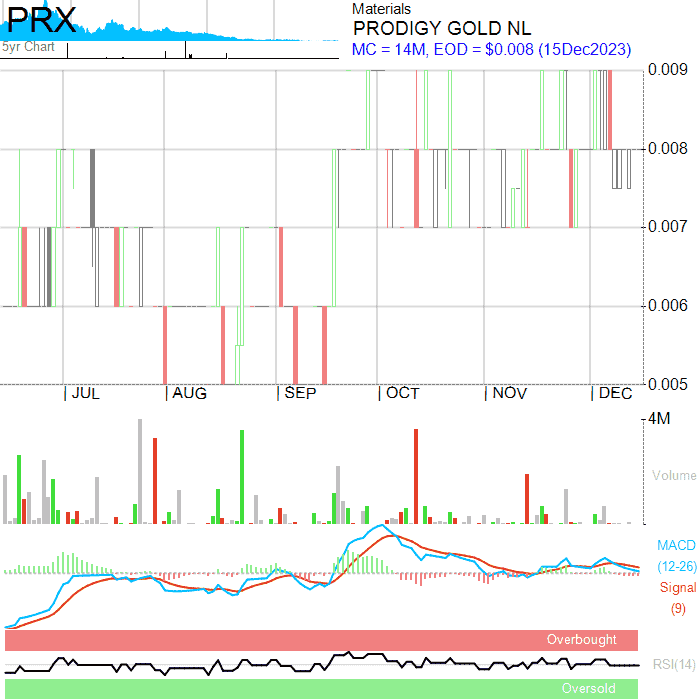 PRX
5yr Chart
Materials
PRODIGY GOLD NL
MC = 14M, EOD = $0.008 (15Dec2023)
0.009
0.008
0.007
0.006
0.005
JUL AUG SEP OCT NOV DEC
4M
Volume
MACD
(12-26)
Signal
(9)
Overbought
RSI(14)
Oversold